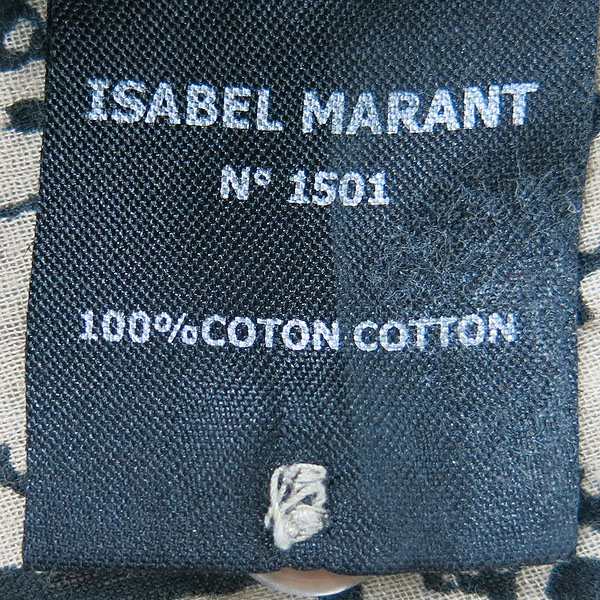 ISABEL MARANT
N° 1501
100%COTON COTTON